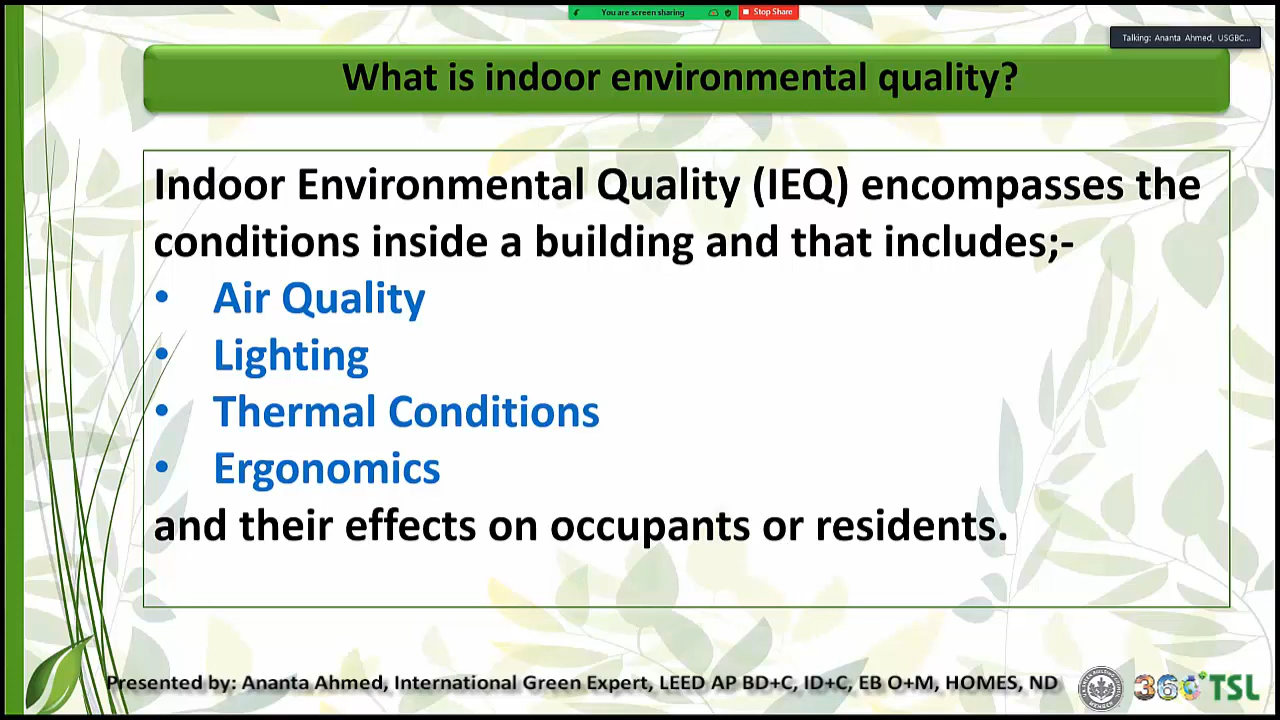 You are screen sharing
Stop Share
Talking: Ananta Ahmed, USGBC...
What is indoor environmental quality?
Indoor Environmental Quality (IEQ) encompasses the
conditions inside a building and that includes;-
• Air Quality
• Lighting
• Thermal Conditions
• Ergonomics
and their effects on occupants or residents.
Presented by: Ananta Ahmed, International Green Expert, LEED AP BD+C, ID+C, EB O+M, HOMES, ND
360 TSL